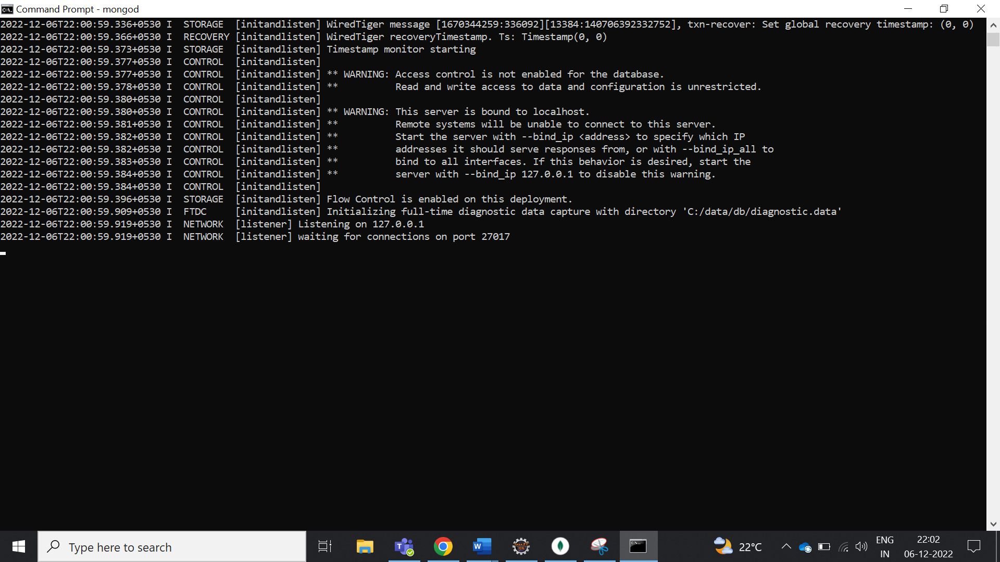 Command Prompt - mongod
2022-12-06T22:00:59.336+0530 I  STORAGE  [initandlisten] WiredTiger message [1670344259:336092][13384:140706392332752], txn-recover: Set global recovery timestamp: (0, 0)
2022-12-06T22:00:59.366+0530 I  RECOVERY [initandlisten] WiredTiger recoveryTimestamp. Ts: Timestamp(0, 0)
2022-12-06T22:00:59.373+0530 I  STORAGE  [initandlisten] Timestamp monitor starting
2022-12-06T22:00:59.377+0530 I  CONTROL  [initandlisten]
2022-12-06T22:00:59.377+0530 I  CONTROL  [initandlisten] ** WARNING: Access control is not enabled for the database.
2022-12-06T22:00:59.378+0530 I  CONTROL  [initandlisten] **          Read and write access to data and configuration is unrestricted.
2022-12-06T22:00:59.380+0530 I  CONTROL  [initandlisten]
2022-12-06T22:00:59.380+0530 I  CONTROL  [initandlisten] ** WARNING: This server is bound to localhost.
2022-12-06T22:00:59.381+0530 I  CONTROL  [initandlisten] **          Remote systems will be unable to connect to this server.
2022-12-06T22:00:59.382+0530 I  CONTROL  [initandlisten] **          Start the server with --bind_ip <address> to specify which IP
2022-12-06T22:00:59.382+0530 I  CONTROL  [initandlisten] **          addresses it should serve responses from, or with --bind_ip_all to
2022-12-06T22:00:59.383+0530 I  CONTROL  [initandlisten] **          bind to all interfaces. If this behavior is desired, start the
2022-12-06T22:00:59.384+0530 I  CONTROL  [initandlisten] **          server with --bind_ip 127.0.0.1 to disable this warning.
2022-12-06T22:00:59.384+0530 I  CONTROL  [initandlisten]
2022-12-06T22:00:59.396+0530 I  STORAGE  [initandlisten] Flow Control is enabled on this deployment.
2022-12-06T22:00:59.909+0530 I  FTDC     [initandlisten] Initializing full-time diagnostic data capture with directory 'C:/data/db/diagnostic.data'
2022-12-06T22:00:59.919+0530 I  NETWORK  [listener] Listening on 127.0.0.1
2022-12-06T22:00:59.919+0530 I  NETWORK  [listener] waiting for connections on port 27017
Type here to search
22°C
ENG
IN
22:02
06-12-2022